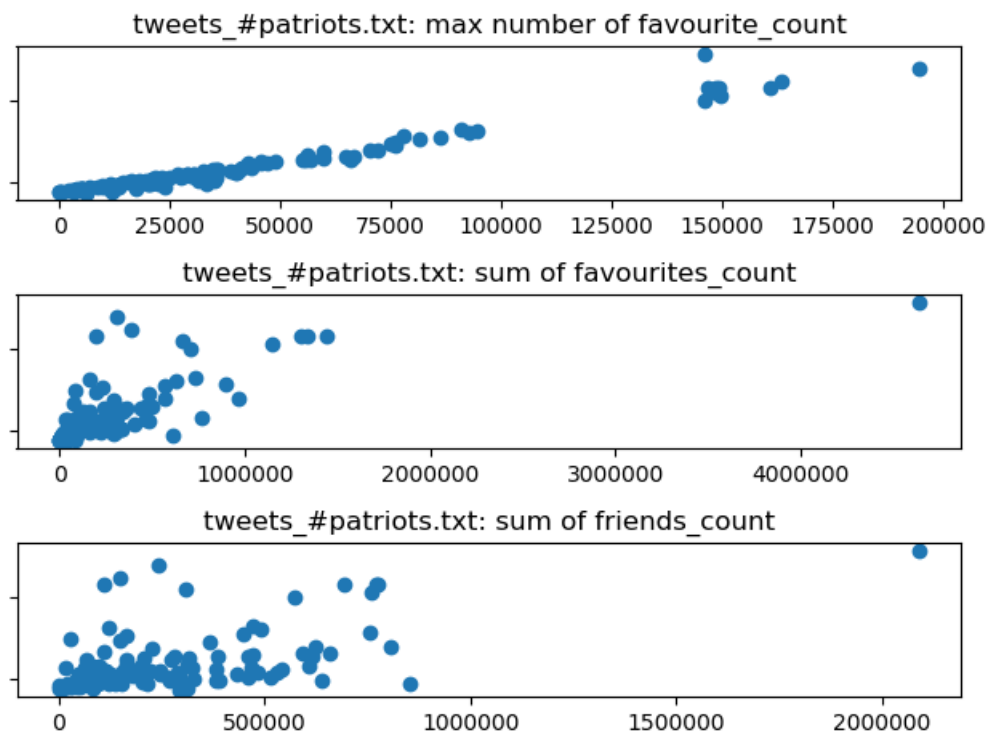 tweets_#patriots.txt: max number of favourite_count
0 25000 50000 75000 100000 125000 150000 175000 200000
tweets_#patriots.txt: sum of favourites_count
0 1000000 2000000 3000000 4000000
tweets_#patriots.txt: sum of friends_count
0 500000 1000000 1500000 2000000